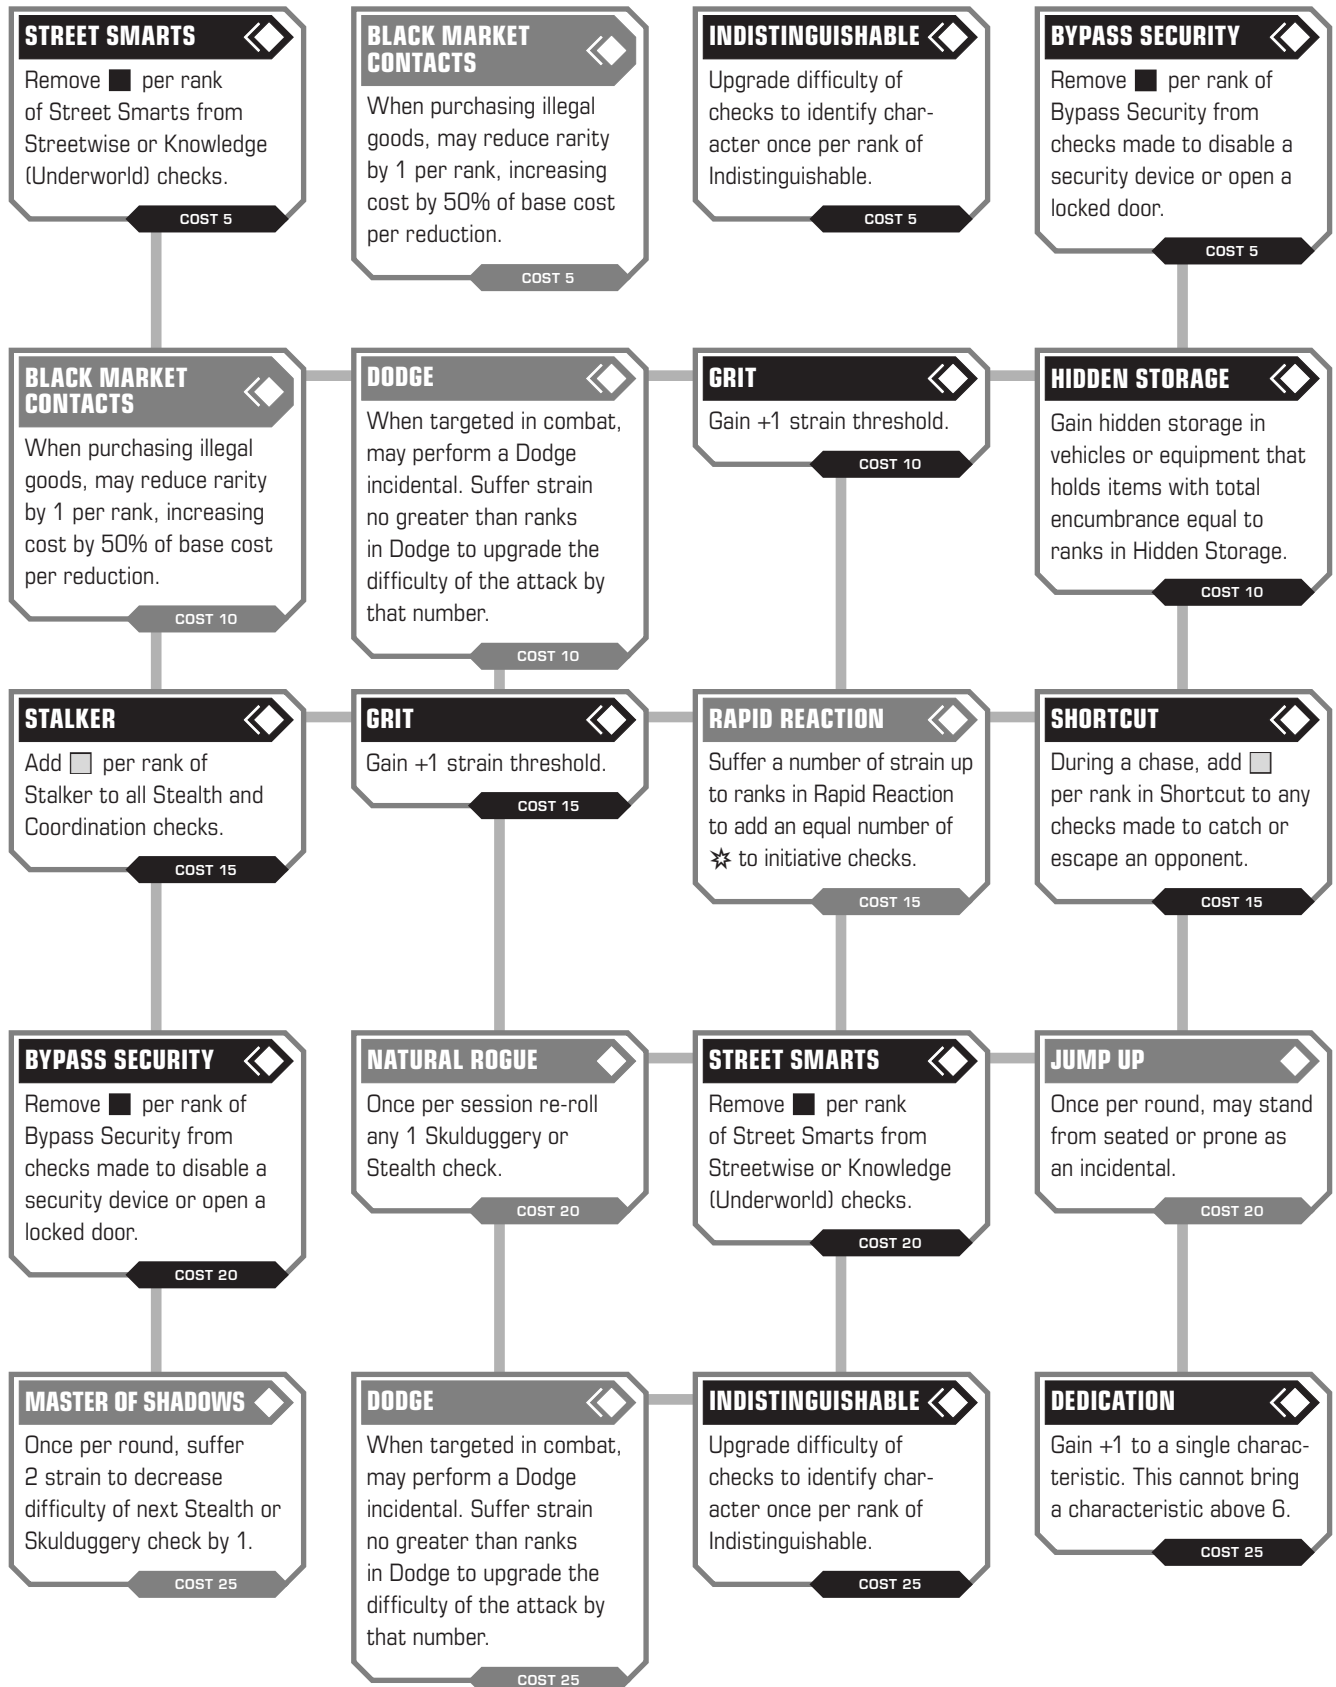 STREET SMARTS
Remove per rank
of Street Smarts from
Streetwise or Knowledge
(Underworld) checks.
COST 5
BLACK MARKET
CONTACTS
When purchasing illegal
goods, may reduce rarity
by 1 per rank, increasing
cost by 50% of base cost
per reduction.
COST 5
INDISTINGUISHABLE
Upgrade difficulty of
checks to identify char-
acter once per rank of
Indistinguishable.
COST 5
BYPASS SECURITY
Remove per rank of
Bypass Security from
checks made to disable a
security device or open a
locked door.
COST 5
BLACK MARKET
CONTACTS
When purchasing illegal
goods, may reduce rarity
by 1 per rank, increasing
cost by 50% of base cost
per reduction.
COST 10
DODGE
When targeted in combat,
may perform a Dodge
incidental. Suffer strain
no greater than ranks
in Dodge to upgrade the
difficulty of the attack by
that number.
COST 10
GRIT
Gain +1 strain threshold.
COST 10
HIDDEN STORAGE
Gain hidden storage in
vehicles or equipment that
holds items with total
encumbrance equal to
ranks in Hidden Storage.
COST 10
STALKER
Add per rank of
Stalker to all Stealth and
Coordination checks.
COST 15
GRIT
Gain +1 strain threshold.
COST 15
RAPID REACTION
Suffer a number of strain up
to ranks in Rapid Reaction
to add an equal number of
to initiative checks.
COST 15
SHORTCUT
During a chase, add
per rank in Shortcut to any
checks made to catch or
escape an opponent.
COST 15
BYPASS SECURITY
Remove per rank of
Bypass Security from
checks made to disable a
security device or open a
locked door.
COST 20
NATURAL ROGUE
Once per session re-roll
any 1 Skulduggery or
Stealth check.
COST 20
STREET SMARTS
Remove per rank
of Street Smarts from
Streetwise or Knowledge
(Underworld) checks.
COST 20
JUMP UP
Once per round, may stand
from seated or prone as
an incidental.
COST 20
MASTER OF SHADOWS
Once per round, suffer
2 strain to decrease
difficulty of next Stealth or
Skulduggery check by 1.
COST 25
DODGE
When targeted in combat,
may perform a Dodge
incidental. Suffer strain
no greater than ranks
in Dodge to upgrade the
difficulty of the attack by
that number.
COST 25
INDISTINGUISHABLE
Upgrade difficulty of
checks to identify char-
acter once per rank of
Indistinguishable.
COST 25
DEDICATION
Gain +1 to a single charac-
teristic. This cannot bring
a characteristic above 6.
COST 25